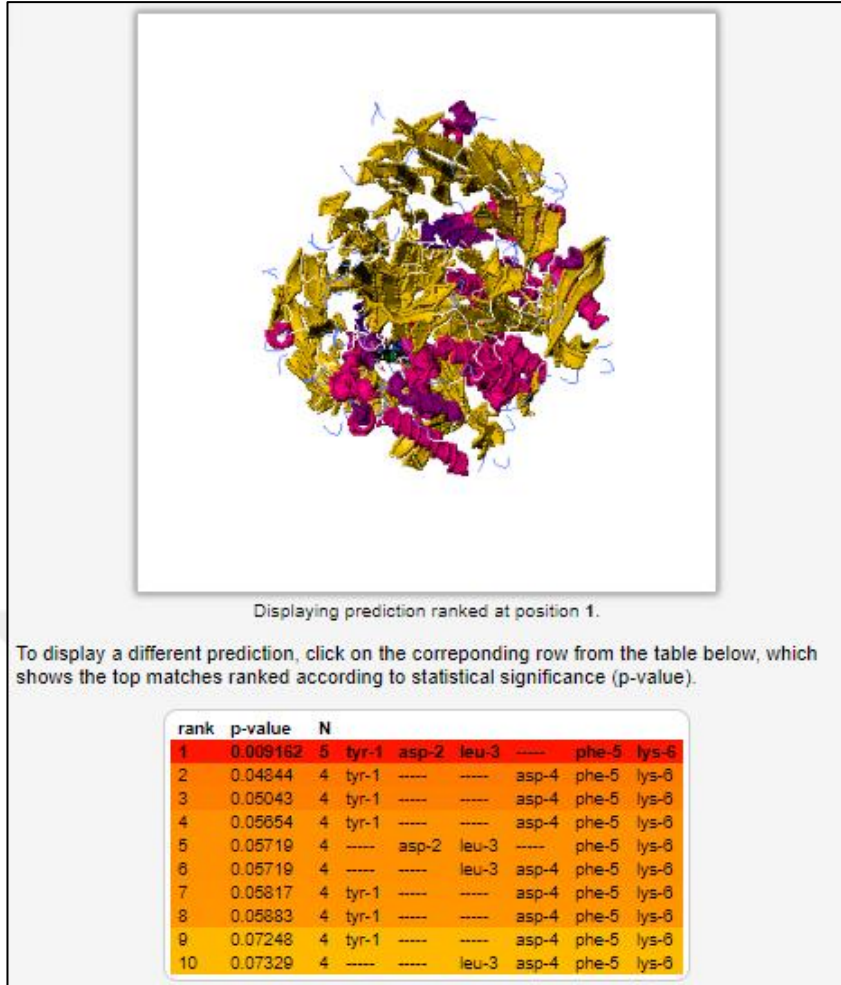 Displaying prediction ranked at position 1.
To display a different prediction, click on the correponding row from the table below, which
shows the top matches ranked according to statistical significance (p-value).
rank p-value N
1 0.009162 5 tyr-1 asp-2 leu-3 ----- phe-5 lys-6
2 0.04844 4 tyr-1 ----- ----- asp-4 phe-5 lys-6
3 0.05043 4 tyr-1 ----- ----- asp-4 phe-5 lys-6
4 0.05654 4 tyr-1 ----- ----- asp-4 phe-5 lys-6
5 0.05719 4 ----- asp-2 leu-3 ----- phe-5 lys-6
6 0.05719 4 ----- ----- leu-3 asp-4 phe-5 lys-6
7 0.05817 4 tyr-1 ----- ----- asp-4 phe-5 lys-6
8 0.05883 4 tyr-1 ----- ----- asp-4 phe-5 lys-6
9 0.07248 4 tyr-1 ----- ----- asp-4 phe-5 lys-6
10 0.07329 4 ----- ----- leu-3 asp-4 phe-5 lys-6